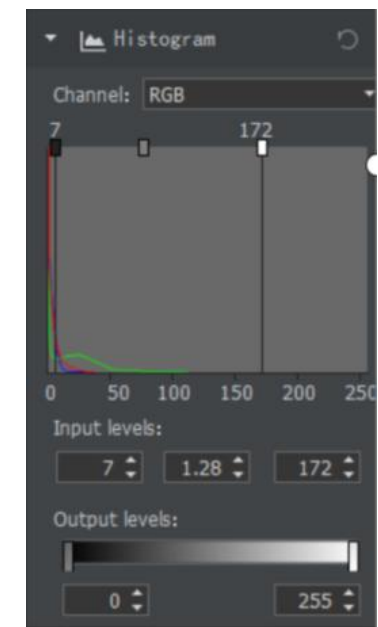 Histogram
Channel: RGB
7 172
0 50 100 150 200 250
Input levels:
7 1.28 172
Output levels:
0 255